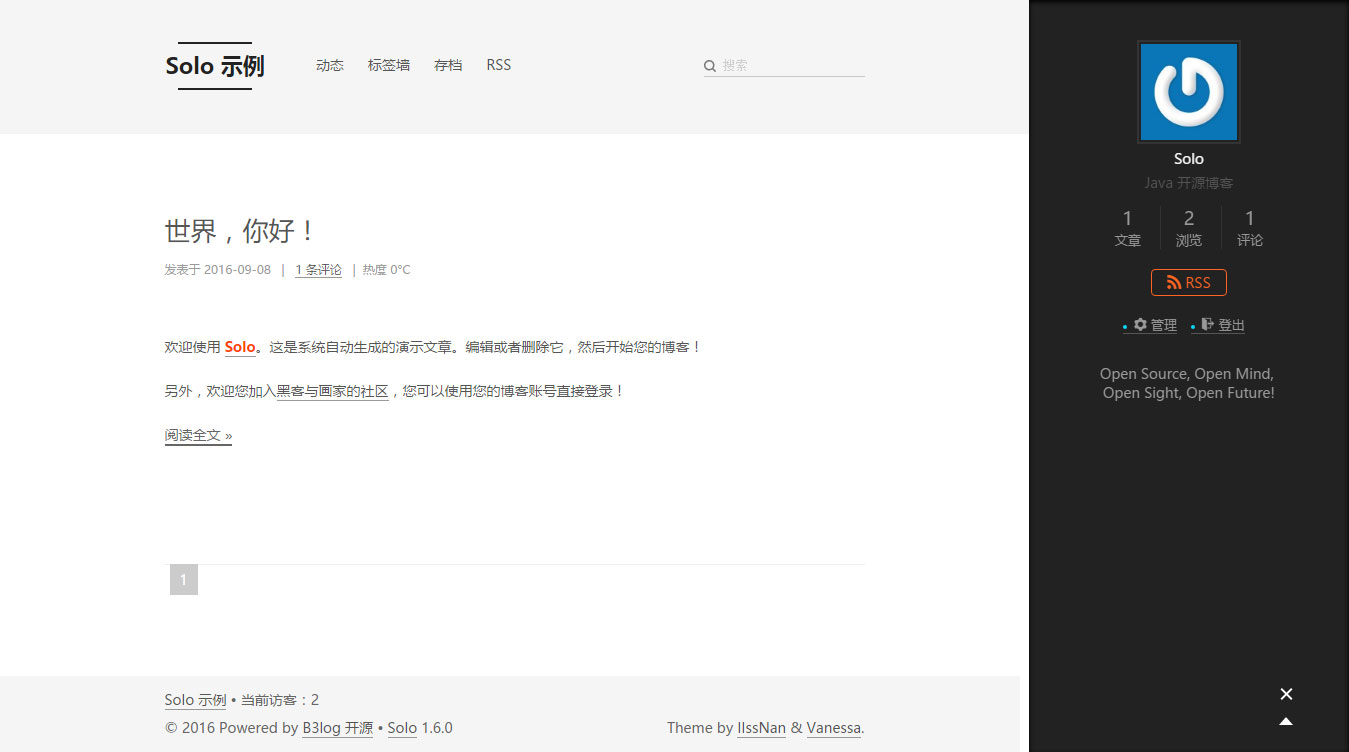 Solo 示例
动态 标签墙 存档 RSS
搜索
世界，你好！
发表于 2016-09-08 | 1 条评论 | 热度 0°C
欢迎使用 Solo。这是系统自动生成的演示文章。编辑或者删除它，然后开始您的博客！
另外，欢迎您加入黑客与画家的社区，您可以使用您的博客账号直接登录！
阅读全文 »
1
Solo 示例 • 当前访客：2
© 2016 Powered by B3log 开源 • Solo 1.6.0
Theme by IIssNan & Vanessa.
Solo
Java 开源博客
1 2 1
文章 浏览 评论
RSS
• 管理 • 登出
Open Source, Open Mind,
Open Sight, Open Future!